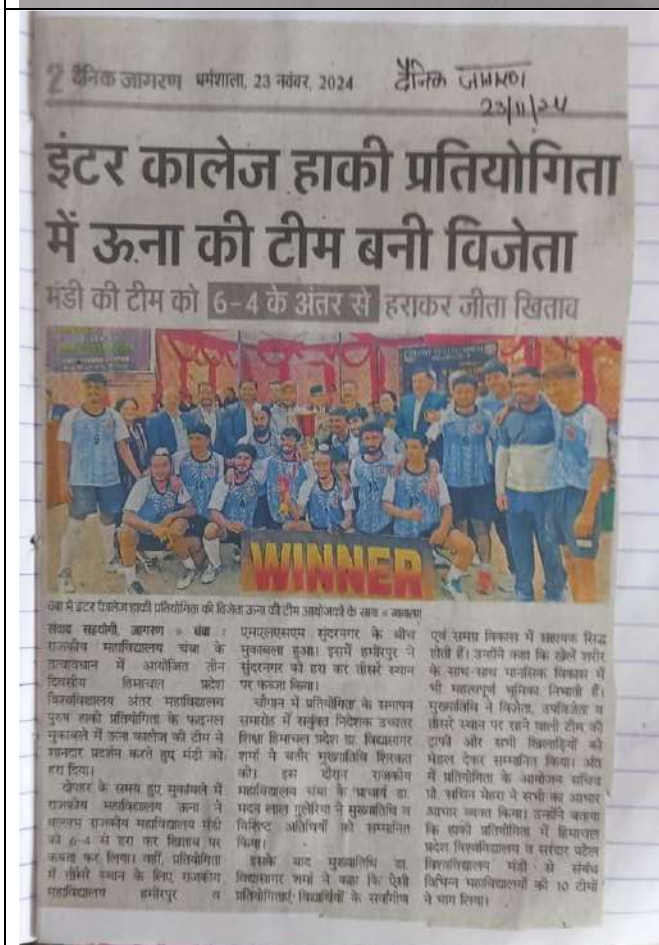 2 दैनिक जागरण धर्मशाला, 23 नवंबर, 2024
दैनिक जागरण
23/11/24
इंटर कालेज हाकी प्रतियोगिता
में ऊना की टीम बनी विजेता
मंडी की टीम को 6-4 के अंतर से हराकर जीता खिताब
WINNER
चंबा में इंटर कालेज हाकी प्रतियोगिता की विजेता ऊना की टीम आयोजकों के साथ ० जागरण
संवाद सहयोगी, जागरण ० चंबा :
राजकीय महाविद्यालय चंबा के
तत्वावधान में आयोजित तीन
दिवसीय हिमाचल प्रदेश
विश्वविद्यालय अंतर महाविद्यालय
पुरुष हाकी प्रतियोगिता के फाइनल
मुकाबले में ऊना कालेज की टीम ने
शानदार प्रदर्शन करते हुए मंडी को
हरा दिया।
दोपहर के समय हुए मुकाबले में
राजकीय महाविद्यालय ऊना ने
वल्लभ राजकीय महाविद्यालय मंडी
को 6-4 से हरा कर खिताब पर
कब्जा कर लिया। वहीं, प्रतियोगिता
में तीसरे स्थान के लिए राजकीय
महाविद्यालय हमीरपुर व
एमएलएसएम सुंदरनगर के बीच
मुकाबला हुआ। इसमें हमीरपुर ने
सुंदरनगर को हरा कर तीसरे स्थान
पर कब्जा किया।
चौगान में प्रतियोगिता के समापन
समारोह में संयुक्त निदेशक उच्चतर
शिक्षा हिमाचल प्रदेश डा. विद्यासागर
शर्मा ने बतौर मुख्यातिथि शिरकत
की। इस दौरान राजकीय
महाविद्यालय चंबा के प्राचार्य डा.
मदन लाल गुलेरिया ने मुख्यातिथि व
विशिष्ट अतिथियों को सम्मानित
किया।
इसके बाद मुख्यातिथि डा.
विद्यासागर शर्मा ने कहा कि ऐसी
प्रतियोगिताएं विद्यार्थियों के सर्वांगीण
एवं समग्र विकास में सहायक सिद्ध
होती हैं। उन्होंने कहा कि खेलें शरीर
के साथ-साथ मानसिक विकास में
भी महत्वपूर्ण भूमिका निभाती हैं।
मुख्यातिथि ने विजेता, उपविजेता व
तीसरे स्थान पर रहने वाली टीम को
ट्राफी और सभी खिलाड़ियों को
मेडल देकर सम्मानित किया। अंत
में प्रतियोगिता के आयोजन सचिव
प्रो. सचिन मेहरा ने सभी का आभार
आभार व्यक्त किया। उन्होंने बताया
कि हाकी प्रतियोगिता में हिमाचल
प्रदेश विश्वविद्यालय व सरदार पटेल
विश्वविद्यालय मंडी से संबंध
विभिन्न महाविद्यालयों की 10 टीमों
ने भाग लिया।